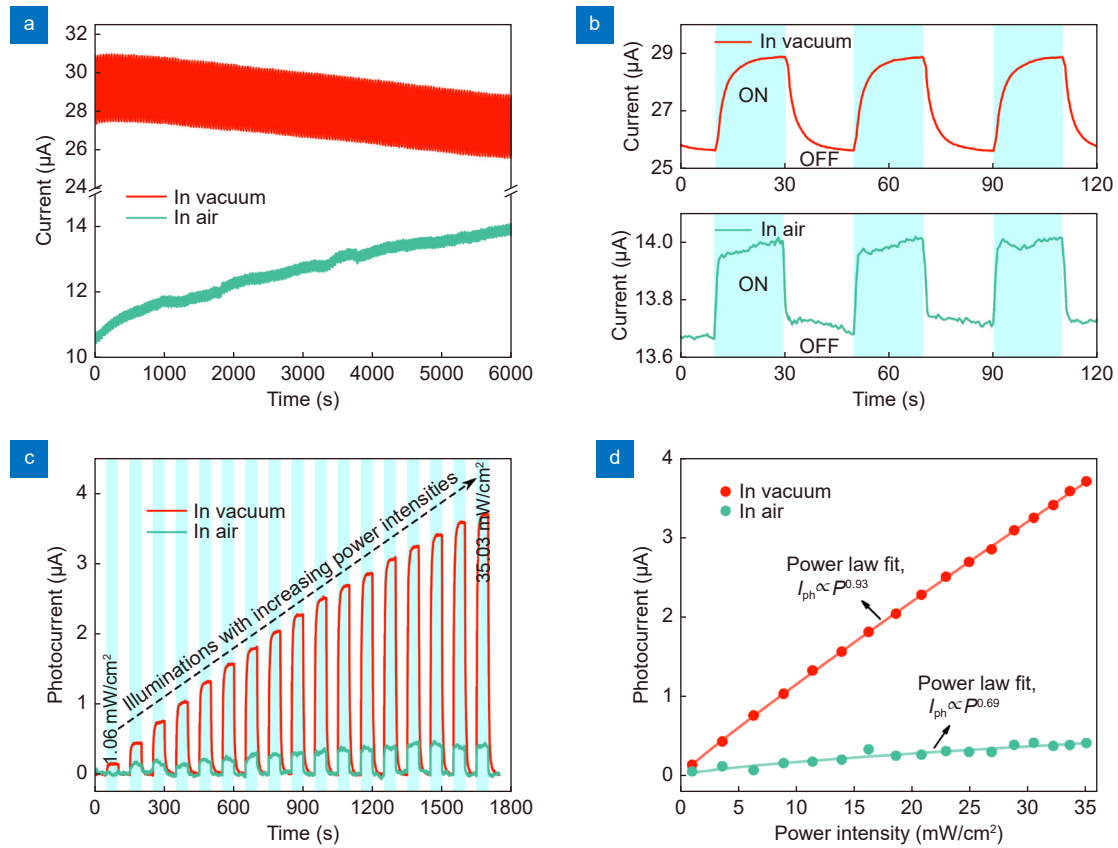 a
32
30
28
26
24
14
12
10
Current (μA)
In vacuum
In air
0 1000 2000 3000 4000 5000 6000
Time (s)
b
29
27
25
Current (μA)
In vacuum
ON
OFF
0 30 60 90 120
14.0
13.8
13.6
Current (μA)
In air
ON
OFF
0 30 60 90 120
Time (s)
c
4
3
2
1
0
Photocurrent (μA)
In vacuum
In air
Illuminations with increasing power intensities
1.06 mW/cm²
35.03 mW/cm²
0 300 600 900 1200 1500 1800
Time (s)
d
4
3
2
1
0
Photocurrent (μA)
In vacuum
In air
Power law fit,
Iph∝P0.93
Power law fit,
Iph∝P0.69
0 5 10 15 20 25 30 35
Power intensity (mW/cm²)